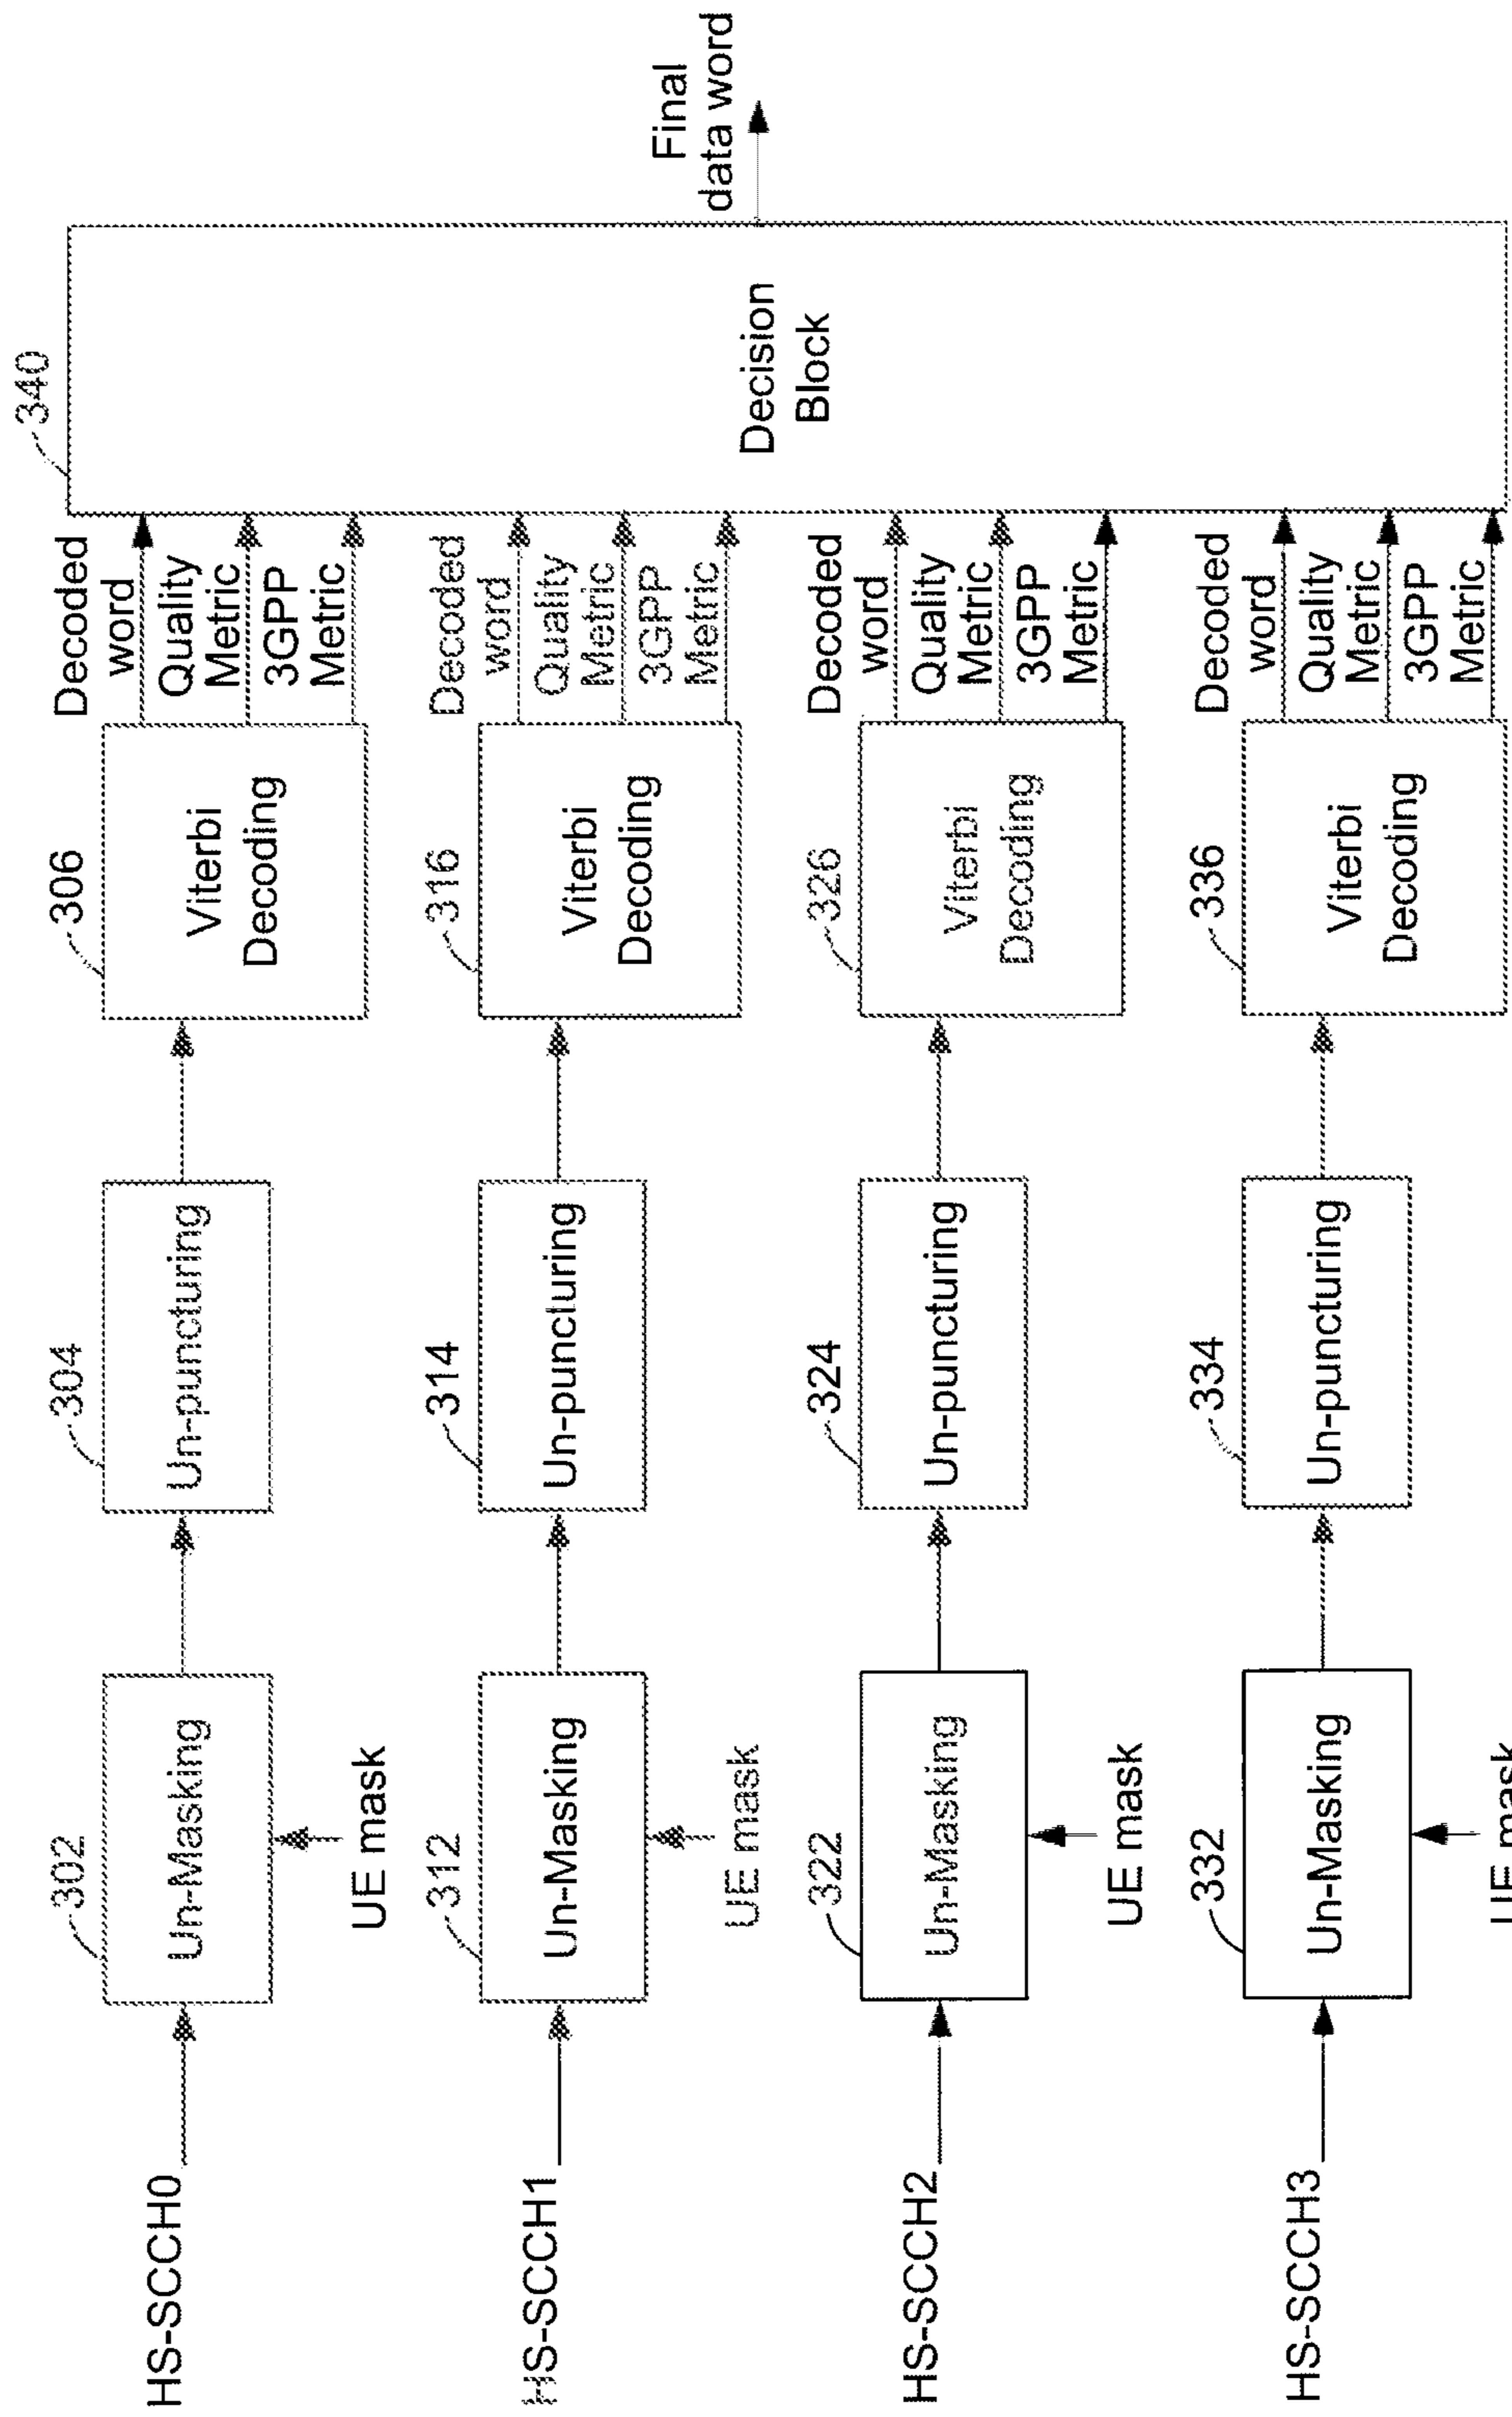 HS-SCCH0
302
Un-Masking
UE mask
304
Un-puncturing
306
Viterbi
Decoding
Decoded
word
Quality
Metric
3GPP
Metric
HS-SCCH1
312
Un-Masking
UE mask
314
Un-puncturing
316
Viterbi
Decoding
Decoded
word
Quality
Metric
3GPP
Metric
HS-SCCH2
322
Un-Masking
UE mask
324
Un-puncturing
326
Viterbi
Decoding
Decoded
word
Quality
Metric
3GPP
Metric
HS-SCCH3
332
Un-Masking
UE mask
334
Un-puncturing
336
Viterbi
Decoding
Decoded
word
Quality
Metric
3GPP
Metric
340
Decision
Block
Final
data word